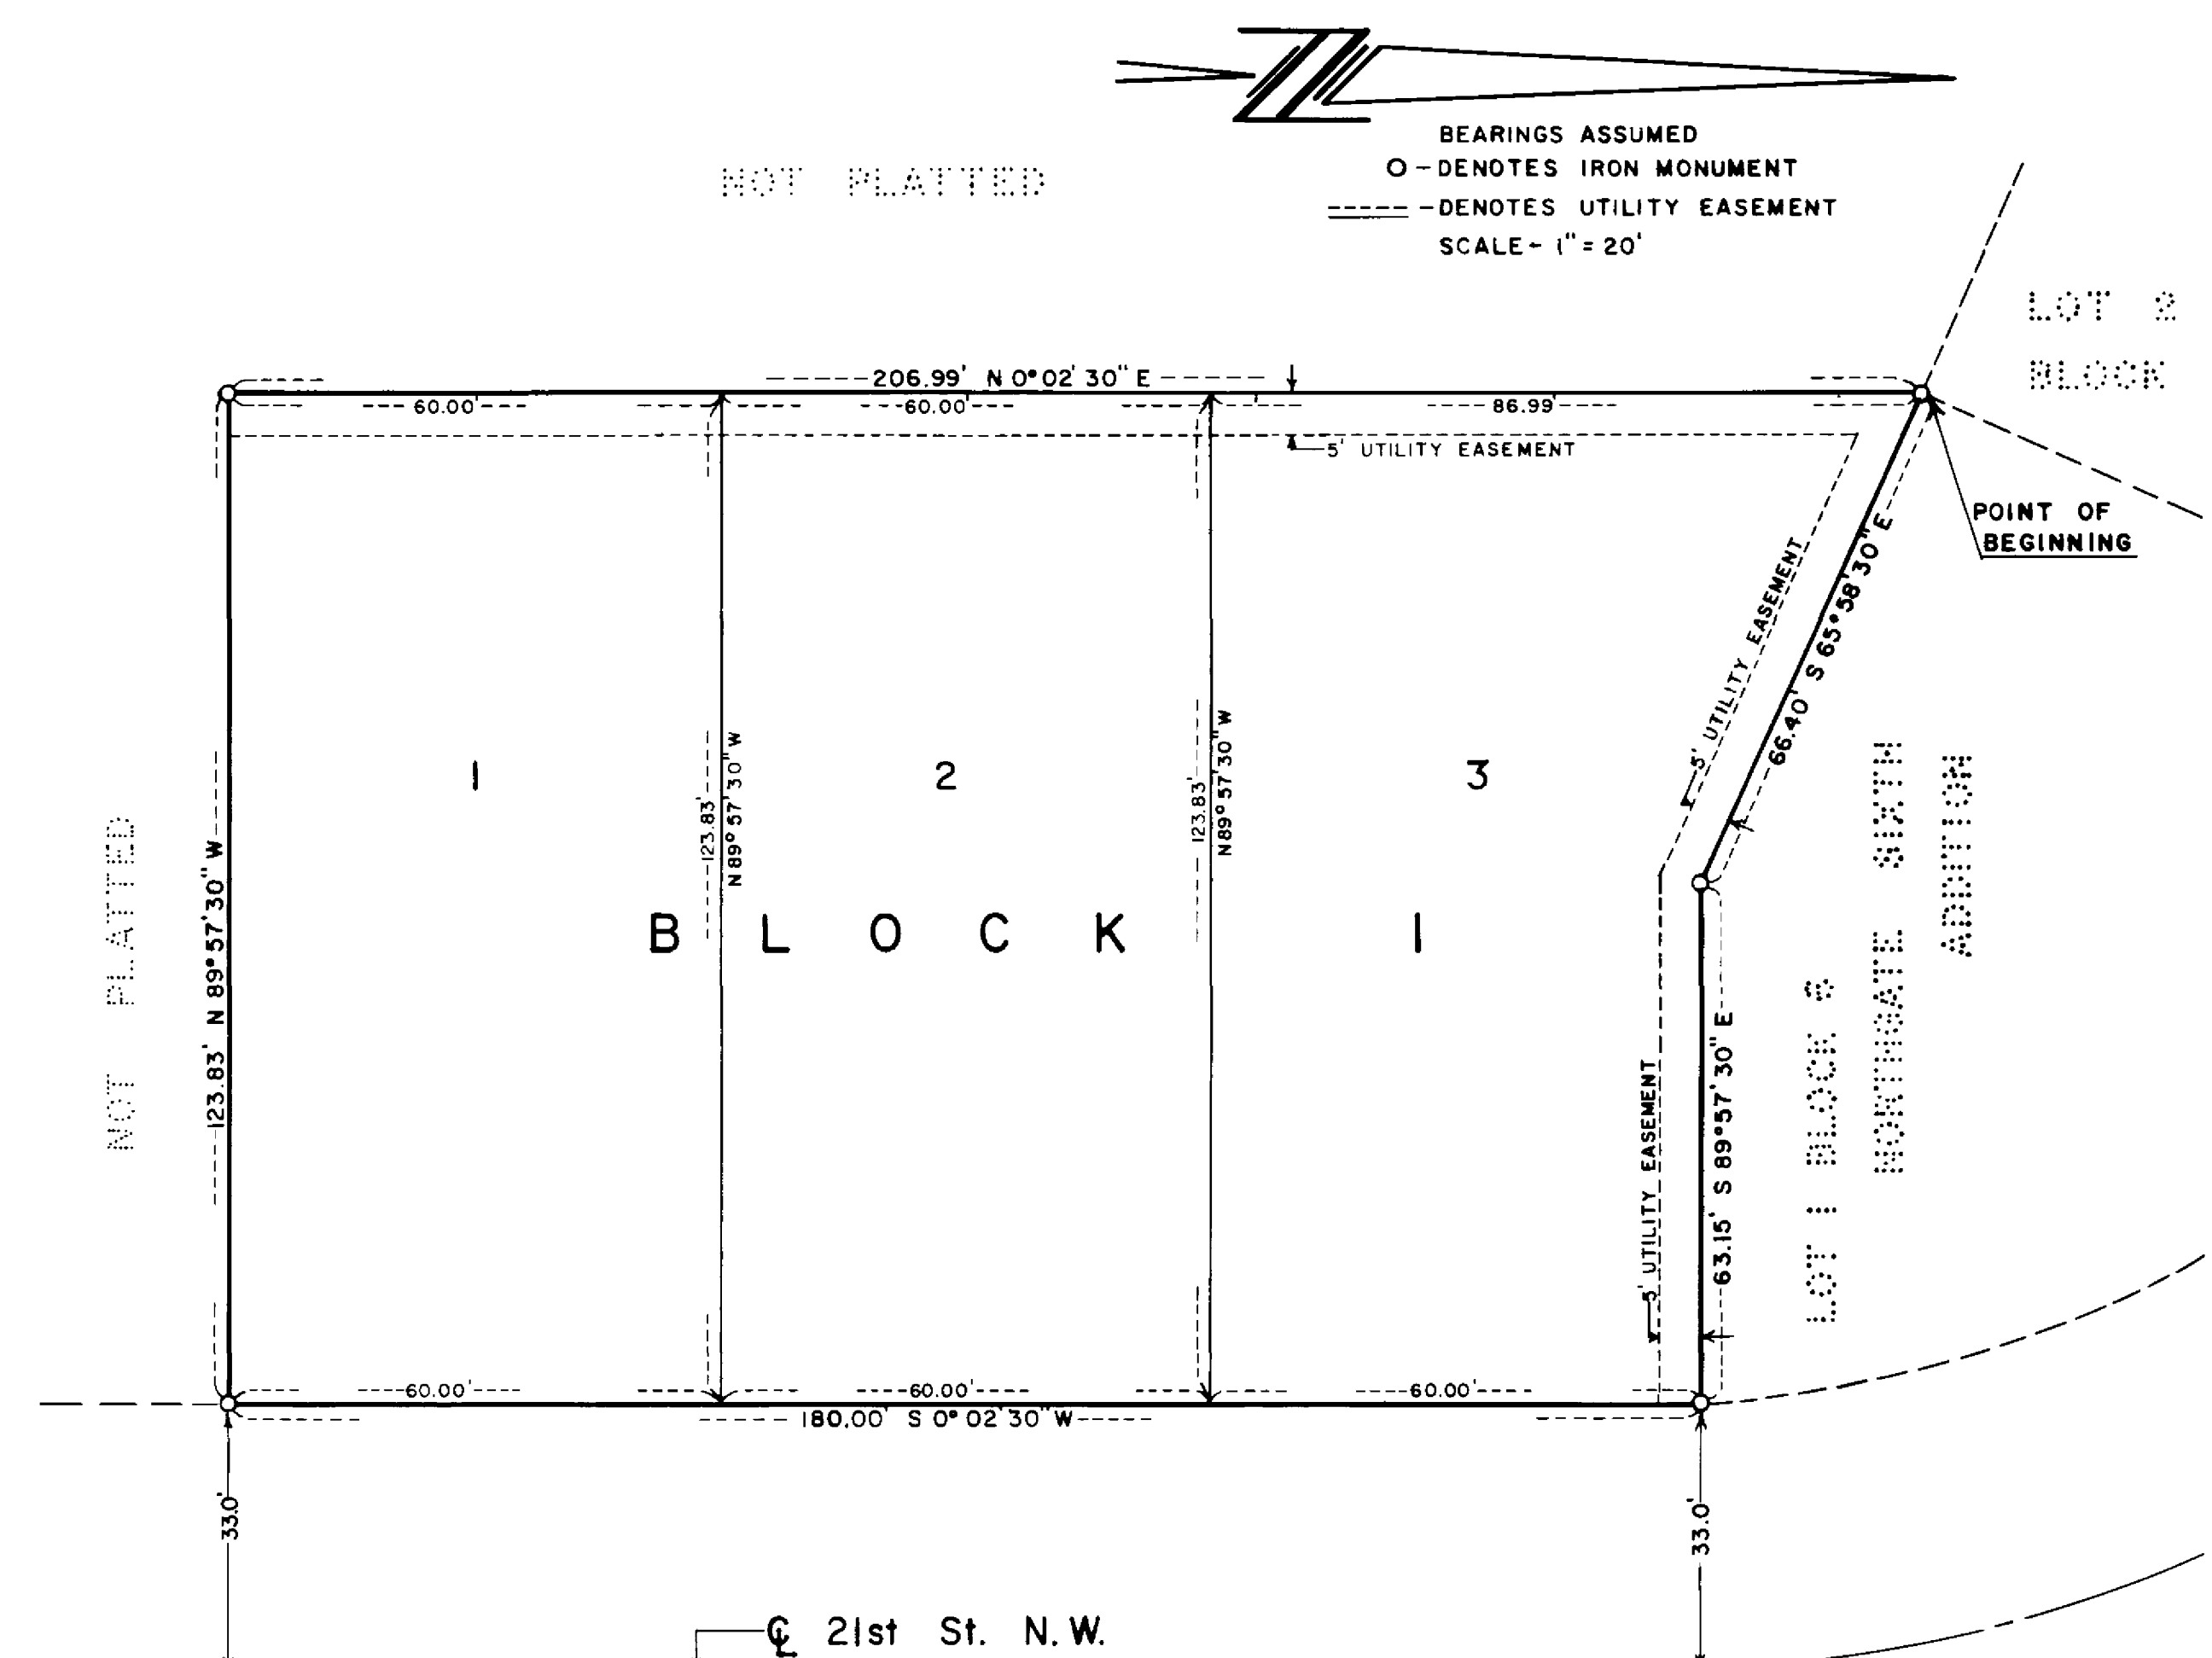 BEARINGS ASSUMED
O - DENOTES IRON MONUMENT
----- - DENOTES UTILITY EASEMENT
SCALE - 1" = 20'
NOT PLATTED
LOT 2
BLOCK
206.99' N 0° 02' 30" E
60.00'
60.00'
86.99'
5' UTILITY EASEMENT
POINT OF
BEGINNING
5' UTILITY EASEMENT
66.40' S 65° 58' 30" E
1
2
3
123.83' N 89° 57' 30" W
123.83'
N 89° 57' 30" W
123.83'
N 89° 57' 30" W
NOT PLATTED
BLOCK 1
5' UTILITY EASEMENT
63.15' S 89° 57' 30" E
LOT 1 BLOCK
NORTHGATE SIXTH
ADDITION
60.00'
60.00'
60.00'
180.00' S 0° 02' 30" W
33.0'
33.0'
℄ 21st St. N.W.